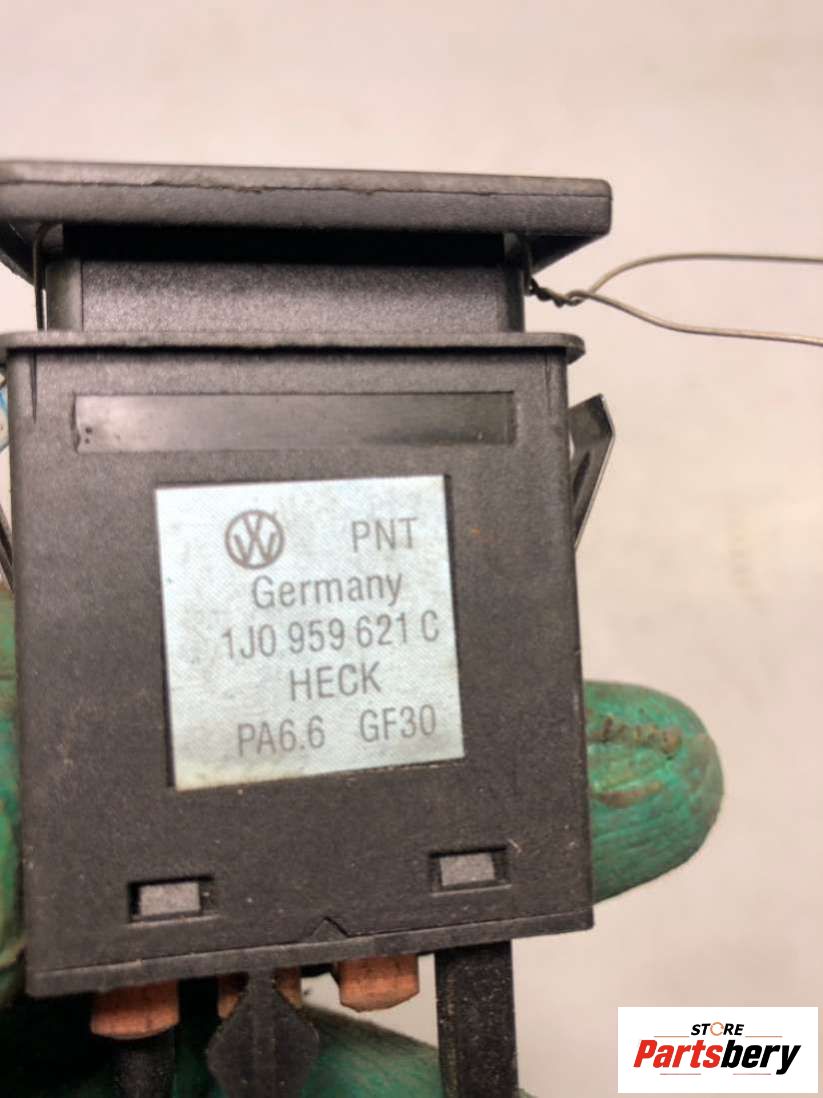 PNT
Germany
1J0 959 621 C
HECK
PA6.6 GF30
STORE
Partsbery